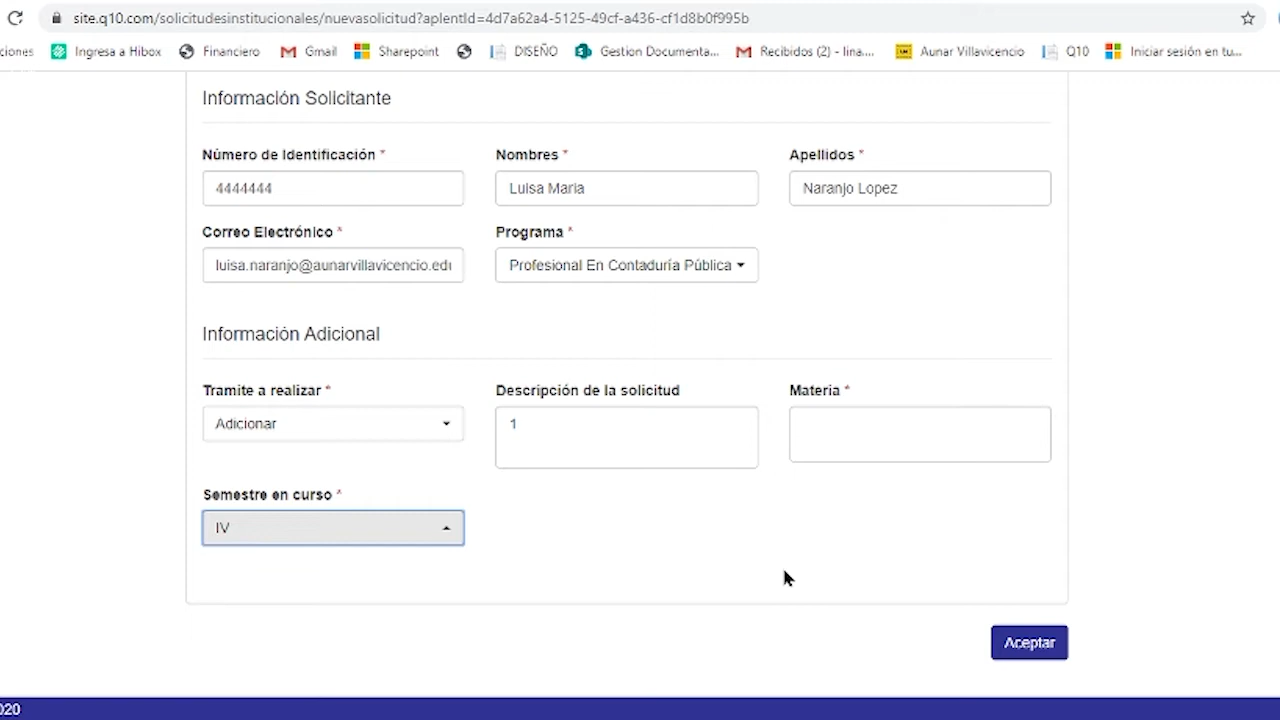 site.q10.com/solicitudesinstitucionales/nuevasolicitud?aplentId=4d7a62a4-5125-49cf-a436-cf1d8b0f995b
ciones Ingresa a Hibox Financiero Gmail Sharepoint DISEÑO Gestion Documenta... Recibidos (2) - lina.... Aunar Villavicencio Q10 Iniciar sesión en tu...
Información Solicitante
Número de Identificación * Nombres * Apellidos *
4444444 Luisa Maria Naranjo Lopez
Correo Electrónico * Programa *
luisa.naranjo@aunarvillavicencio.edu Profesional En Contaduría Pública
Información Adicional
Tramite a realizar * Descripción de la solicitud Materia *
Adicionar 1
Semestre en curso *
IV
Aceptar
020